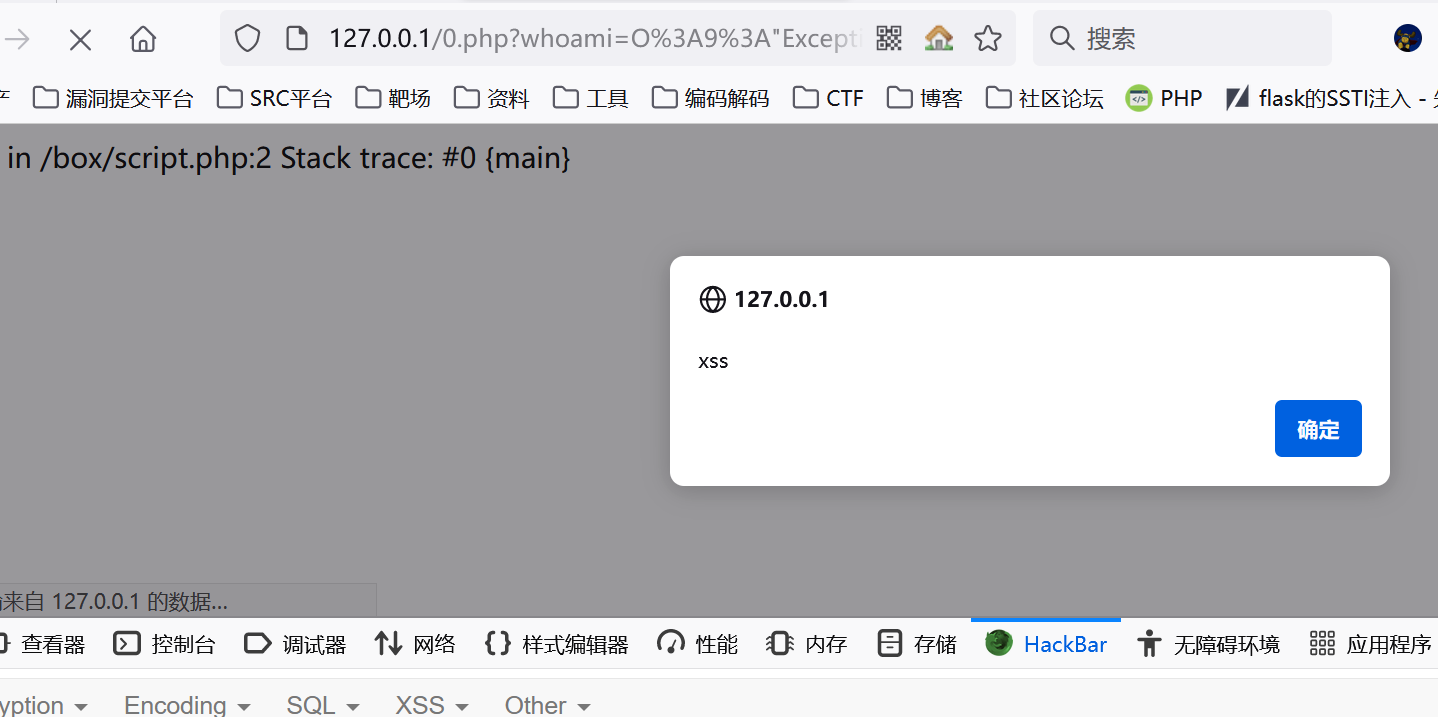 127.0.0.1/0.php?whoami=O%3A9%3A"Excepti
搜索
漏洞提交平台 SRC平台 靶场 资料 工具 编码解码 CTF 博客 社区论坛 PHP flask的SSTI注入 -
in /box/script.php:2 Stack trace: #0 {main}
127.0.0.1
xss
确定
来自 127.0.0.1 的数据...
查看器 控制台 调试器 网络 样式编辑器 性能 内存 存储 HackBar 无障碍环境 应用程序
yption Encoding SQL XSS Other